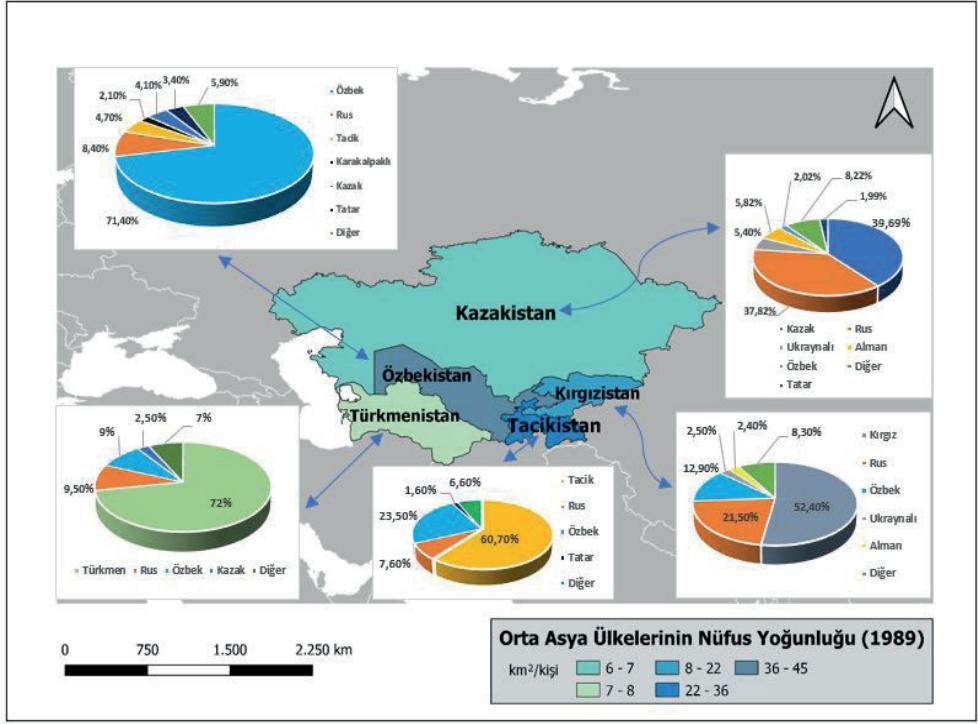 4,10%
3,40%
5,90%
2,10%
4,70%
8,40%
71,40%
Özbek
Rus
Tacik
Karakalpaklı
Kazak
Tatar
Diğer
2,02%
8,22%
5,82%
1,99%
5,40%
39,69%
37,82%
Kazak Rus
Ukraynalı Alman
Özbek Diğer
Tatar
Kazakistan
Özbekistan
Kırgızistan
Türkmenistan
Tacikistan
2,50% 7%
9%
9,50%
72%
Türkmen Rus Özbek Kazak Diğer
6,60%
1,60%
23,50%
60,70%
7,60%
Tacik
Rus
Özbek
Tatar
Diğer
2,40%
2,50%
8,30%
12,90%
52,40%
21,50%
Kırgız
Rus
Özbek
Ukraynalı
Alman
Diğer
0 750 1.500 2.250 km
Orta Asya Ülkelerinin Nüfus Yoğunluğu (1989)
km²/kişi 6 - 7 8 - 22 36 - 45
7 - 8 22 - 36